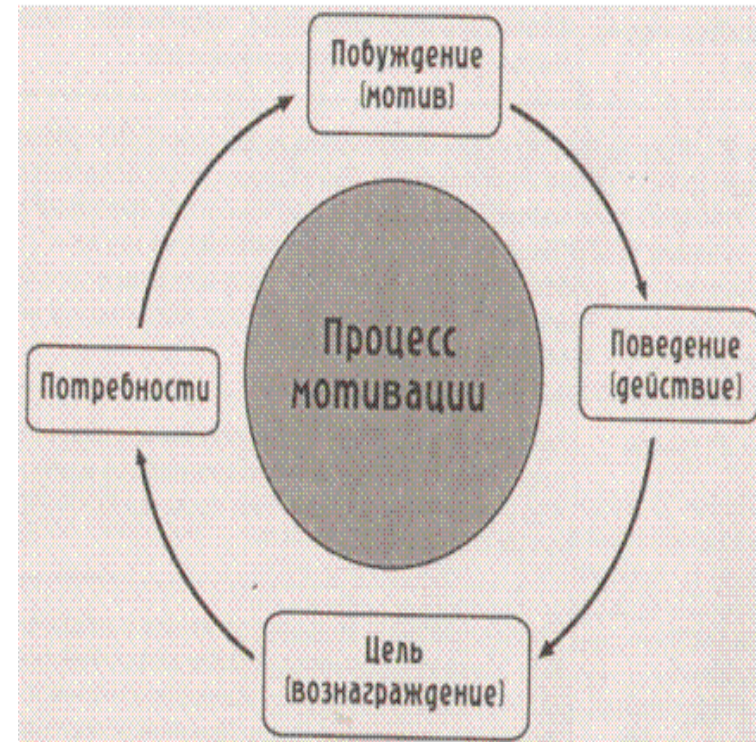 Побуждение
(мотив)
Процесс
мотивации
Поведение
(действие)
Потребности
Цель
(вознаграждение)